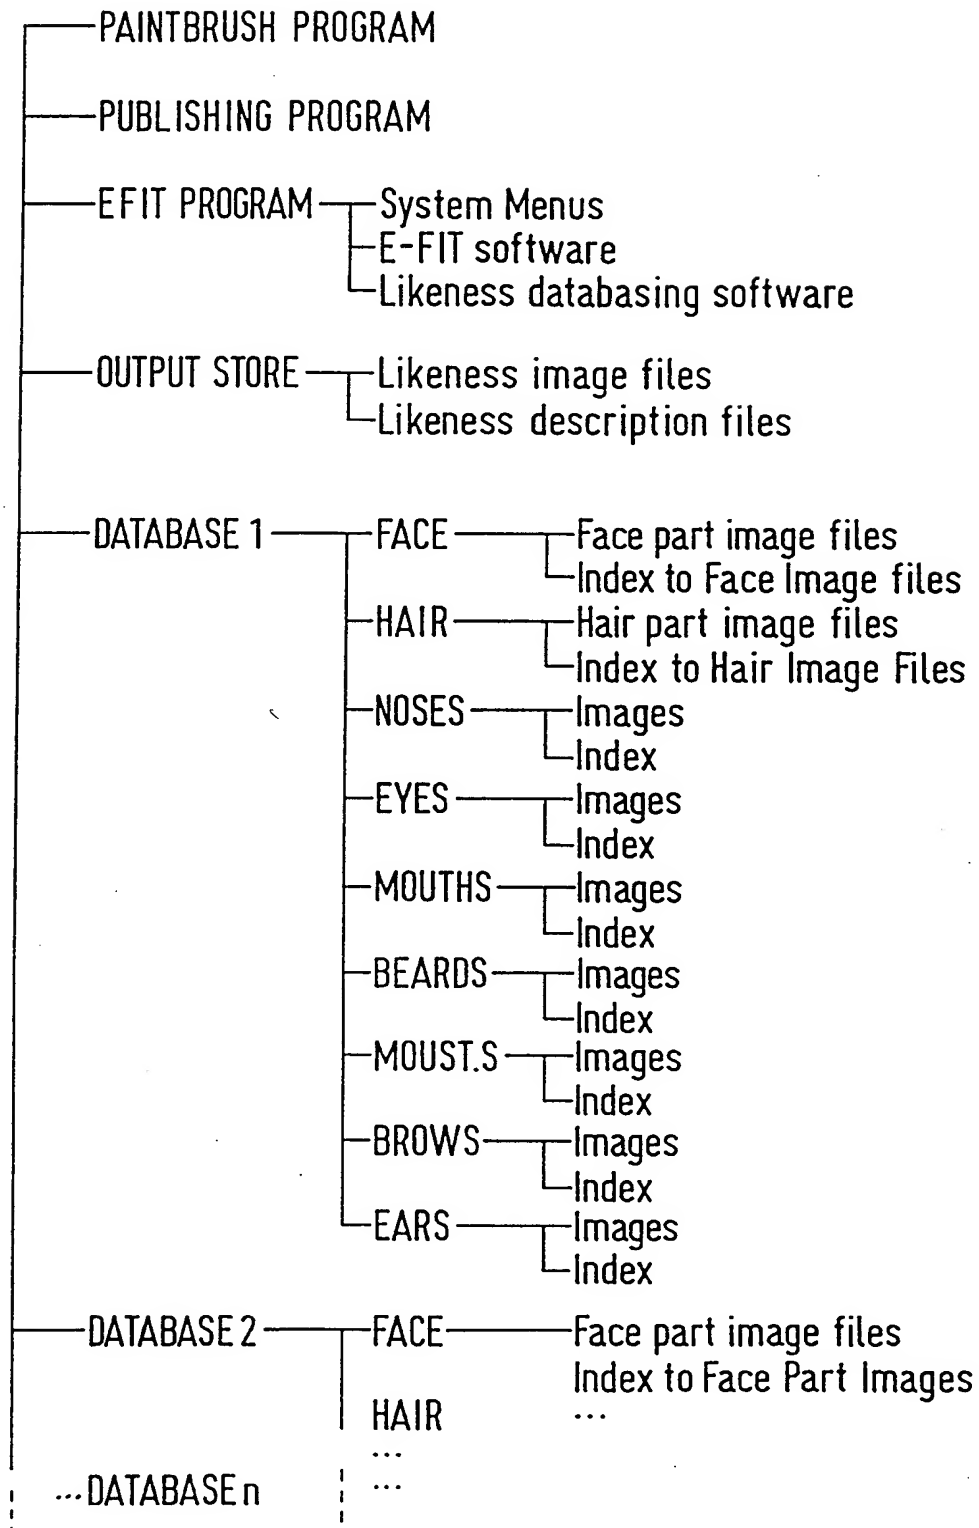 PAINTBRUSH PROGRAM
PUBLISHING PROGRAM
EFIT PROGRAM System Menus
E-FIT software
Likeness databasing software
OUTPUT STORE Likeness image files
Likeness description files
DATABASE 1 FACE Face part image files
Index to Face Image files
HAIR Hair part image files
Index to Hair Image Files
NOSES Images
Index
EYES Images
Index
MOUTHS Images
Index
BEARDS Images
Index
MOUST.S Images
Index
BROWS Images
Index
EARS Images
Index
DATABASE 2 FACE Face part image files
Index to Face Part Images
HAIR ...
...
...DATABASE n ...